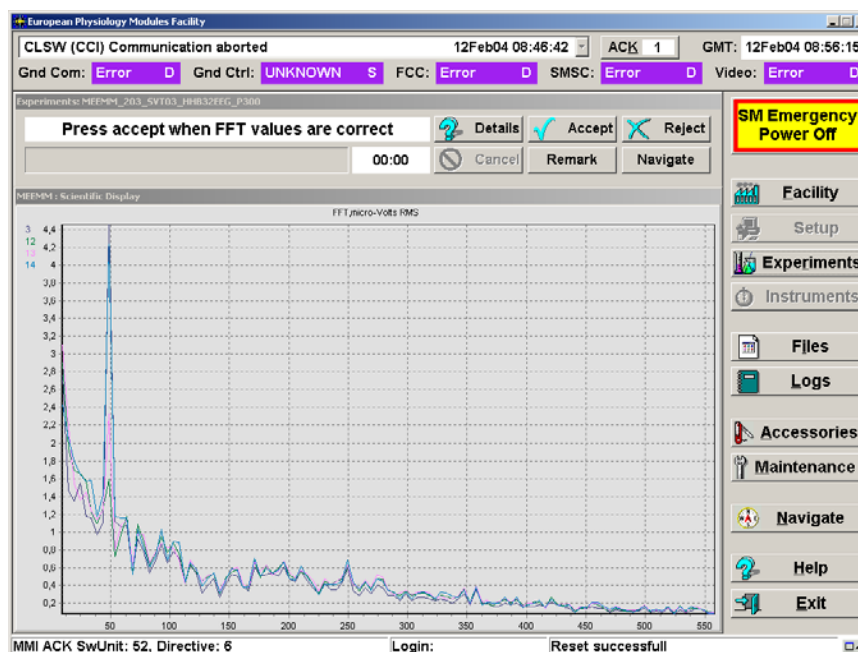 European Physiology Modules Facility
CLSW (CCI) Communication aborted 12Feb04 08:46:42 ACK 1 GMT: 12Feb04 08:56:15
Gnd Com: Error D Gnd Ctrl: UNKNOWN S FCC: Error D SMSC: Error D Video: Error D
Experiments: MEEMM_203_SVT03_HHB32EEG_P300
Press accept when FFT values are correct
Details Accept Reject
00:00 Cancel Remark Navigate
SM Emergency
Power Off
Facility
Setup
Experiments
Instruments
Files
Logs
Accessories
Maintenance
Navigate
Help
Exit
MEEMM : Scientific Display
FFT,micro-Volts RMS
3
12
13
14
4,4
4,2
4
3,8
3,6
3,4
3,2
3
2,8
2,6
2,4
2,2
2
1,8
1,6
1,4
1,2
1
0,8
0,6
0,4
0,2
50 100 150 200 250 300 350 400 450 500 550
MMI ACK SwUnit: 52, Directive: 6 Login: Reset successfull